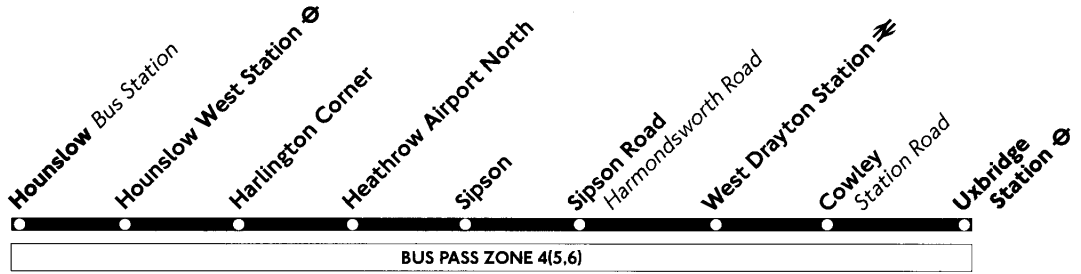 Hounslow Bus Station
Hounslow West Station
Harlington Corner
Heathrow Airport North
Sipson
Sipson Road
Harmondsworth Road
West Drayton Station
Cowley
Station Road
Uxbridge
Station
BUS PASS ZONE 4(5,6)